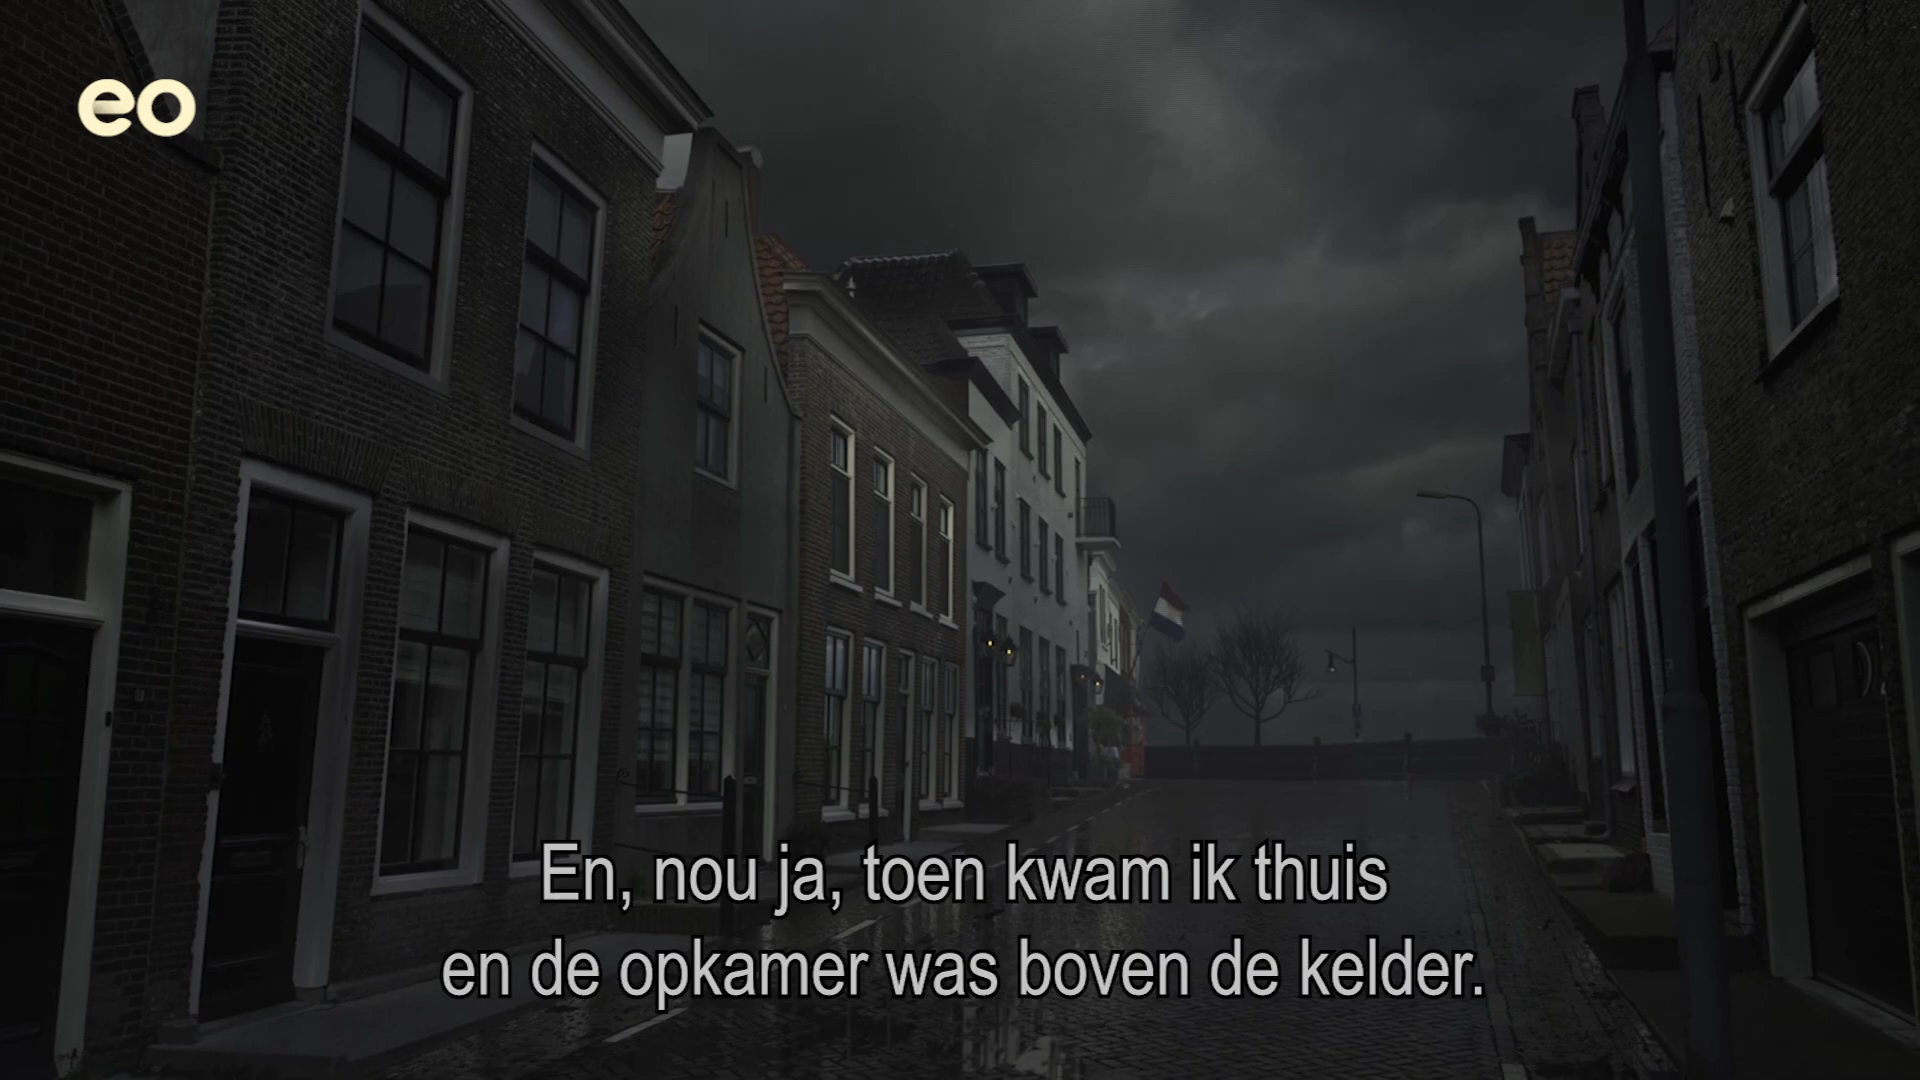 eo
En, nou ja, toen kwam ik thuis
en de opkamer was boven de kelder.